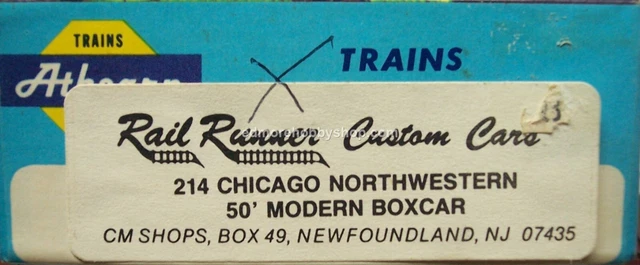 TRAINS
Athearn
TRAINS
Rail Runner Custom Cars
edmorehobbyshop.com
214 CHICAGO NORTHWESTERN
50' MODERN BOXCAR
CM SHOPS, BOX 49, NEWFOUNDLAND, NJ 07435